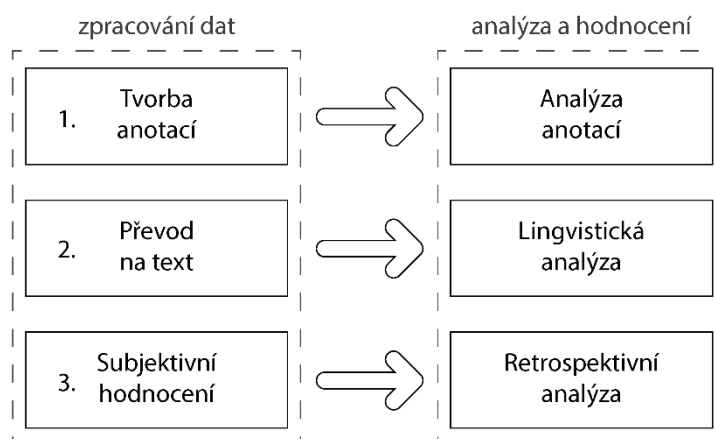 zpracování dat
analýza a hodnocení
1.
Tvorba
anotací
Analýza
anotací
2.
Převod
na text
Lingvistická
analýza
3.
Subjektivní
hodnocení
Retrospektivní
analýza